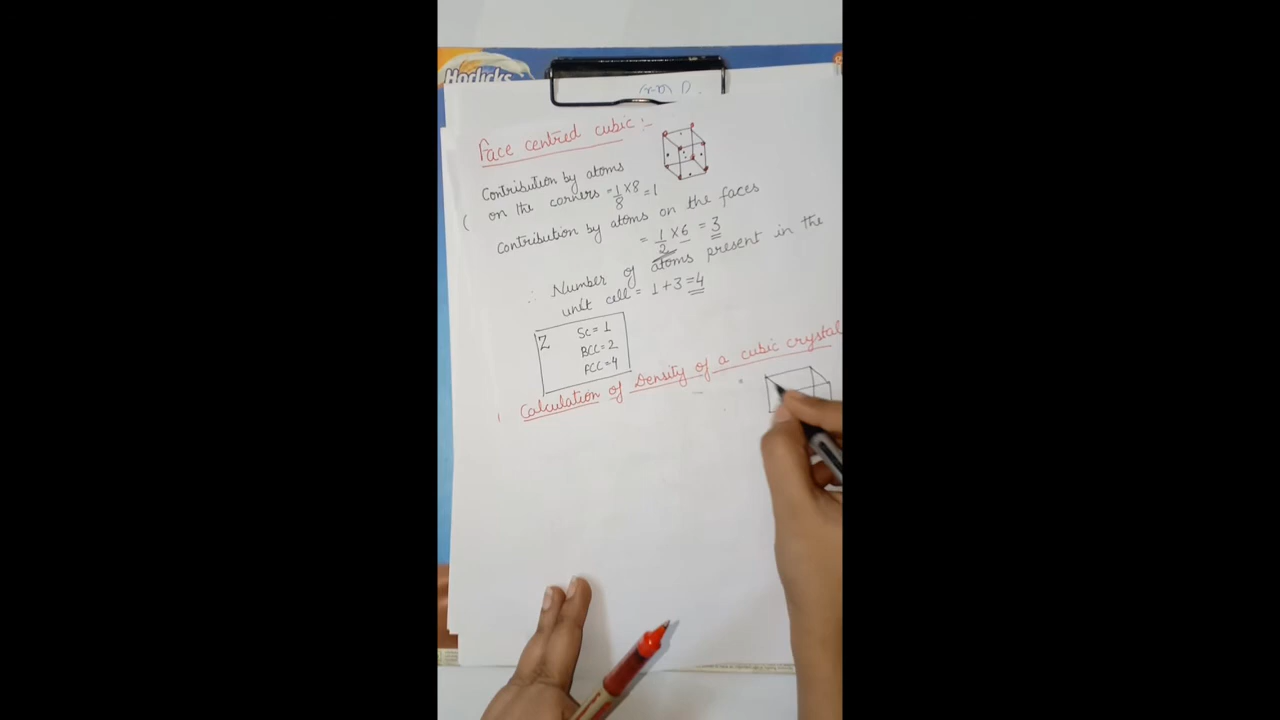 Horlicks
Face centred cubic :-
Contribution by atoms
on the corners = 1/8 × 8 = 1
(
Contribution by atoms on the faces
= 1/2 × 6 = 3
∴ Number of atoms present in the
unit cell = 1 + 3 = 4
Z
SC = 1
BCC = 2
FCC = 4
Calculation of Density of a cubic crystal